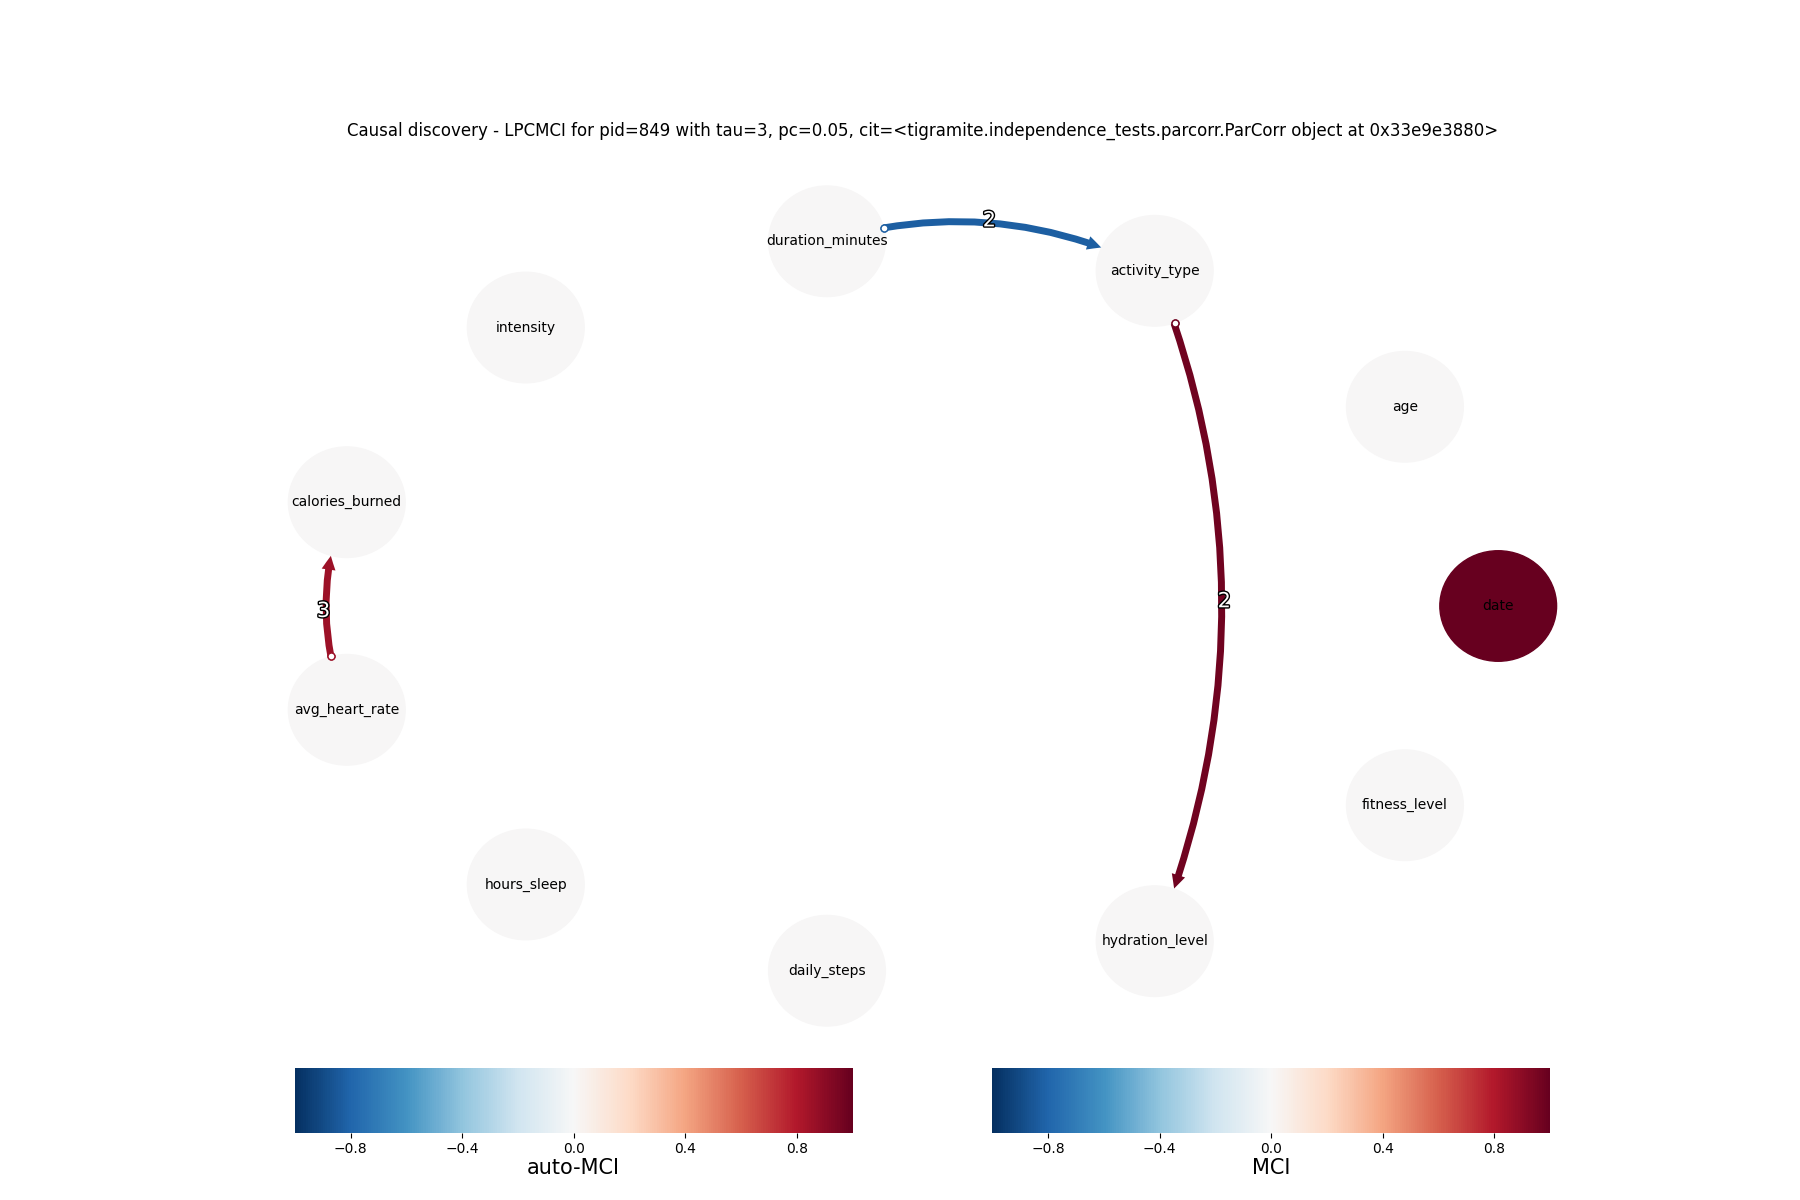 Causal discovery - LPCMCI for pid=849 with tau=3, pc=0.05, cit=<tigramite.independence_tests.parcorr.ParCorr object at 0x33e9e3880>
2
duration_minutes
activity_type
intensity
age
calories_burned
2
date
3
avg_heart_rate
fitness_level
hours_sleep
hydration_level
daily_steps
−0.8 −0.4 0.0 0.4 0.8
auto-MCI
−0.8 −0.4 0.0 0.4 0.8
MCI